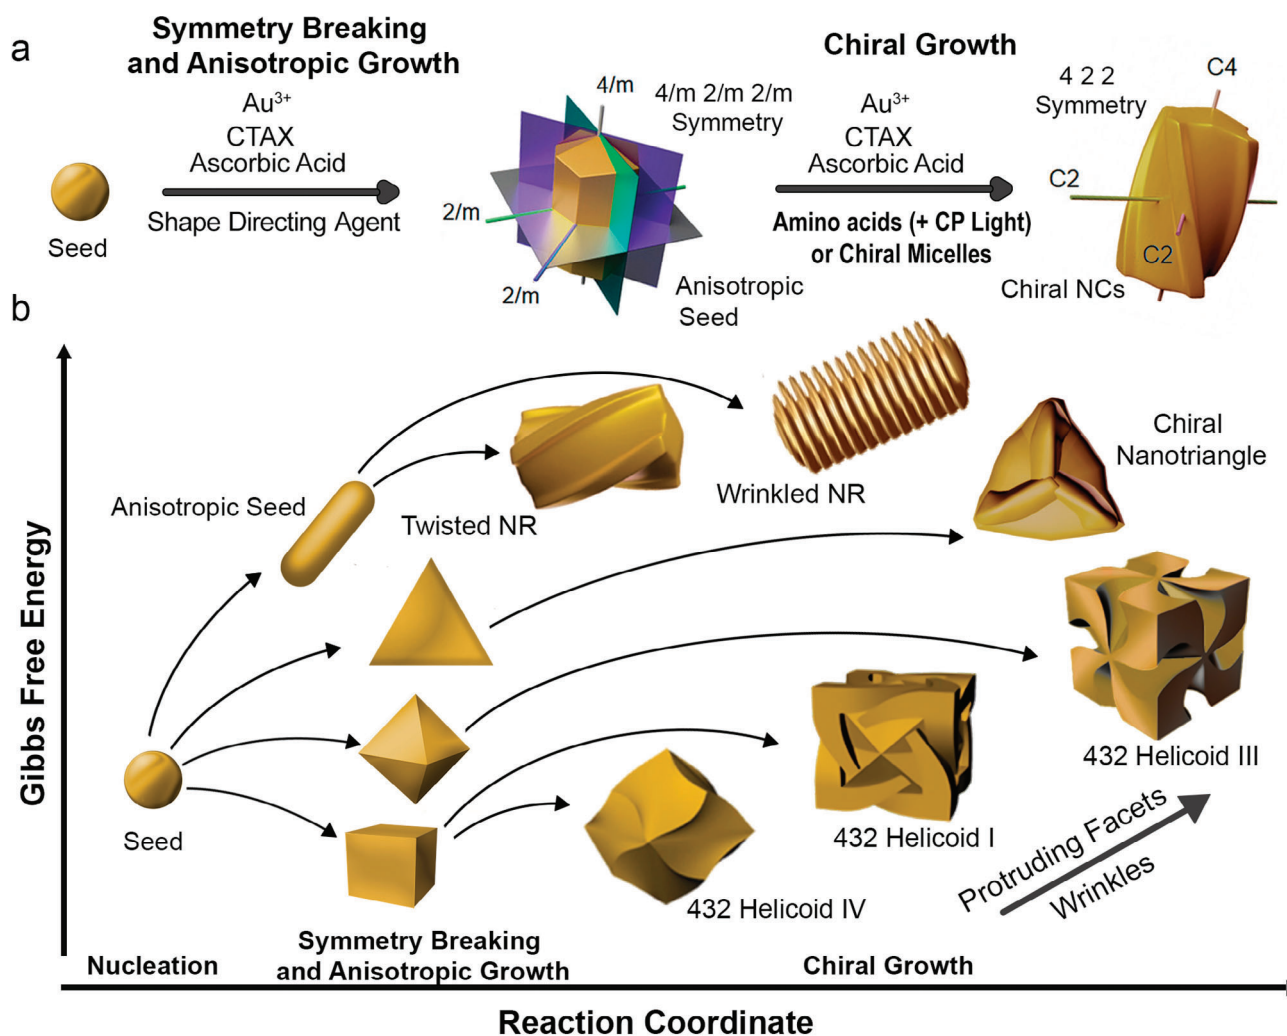 a
Symmetry Breaking
and Anisotropic Growth
Au³⁺
CTAX
Ascorbic Acid
Shape Directing Agent
Seed
4/m
4/m 2/m 2/m
Symmetry
2/m
2/m
Anisotropic
Seed
Chiral Growth
Au³⁺
CTAX
Ascorbic Acid
Amino acids (+ CP Light)
or Chiral Micelles
4 2 2
Symmetry
C4
C2
C2
Chiral NCs
b
Gibbs Free Energy
Anisotropic Seed
Twisted NR
Wrinkled NR
Chiral
Nanotriangle
432 Helicoid III
432 Helicoid I
432 Helicoid IV
Seed
Protruding Facets
Wrinkles
Nucleation
Symmetry Breaking
and Anisotropic Growth
Chiral Growth
Reaction Coordinate